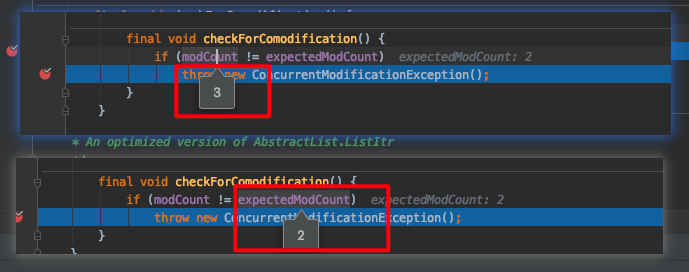 final void checkForComodification() {
if (modCount != expectedModCount) expectedModCount: 2
throw new ConcurrentModificationException();
3
}
}
* An optimized version of AbstractList.ListItr
final void checkForComodification() {
if (modCount != expectedModCount) expectedModCount: 2
throw new ConcurrentModificationException();
2
}
}